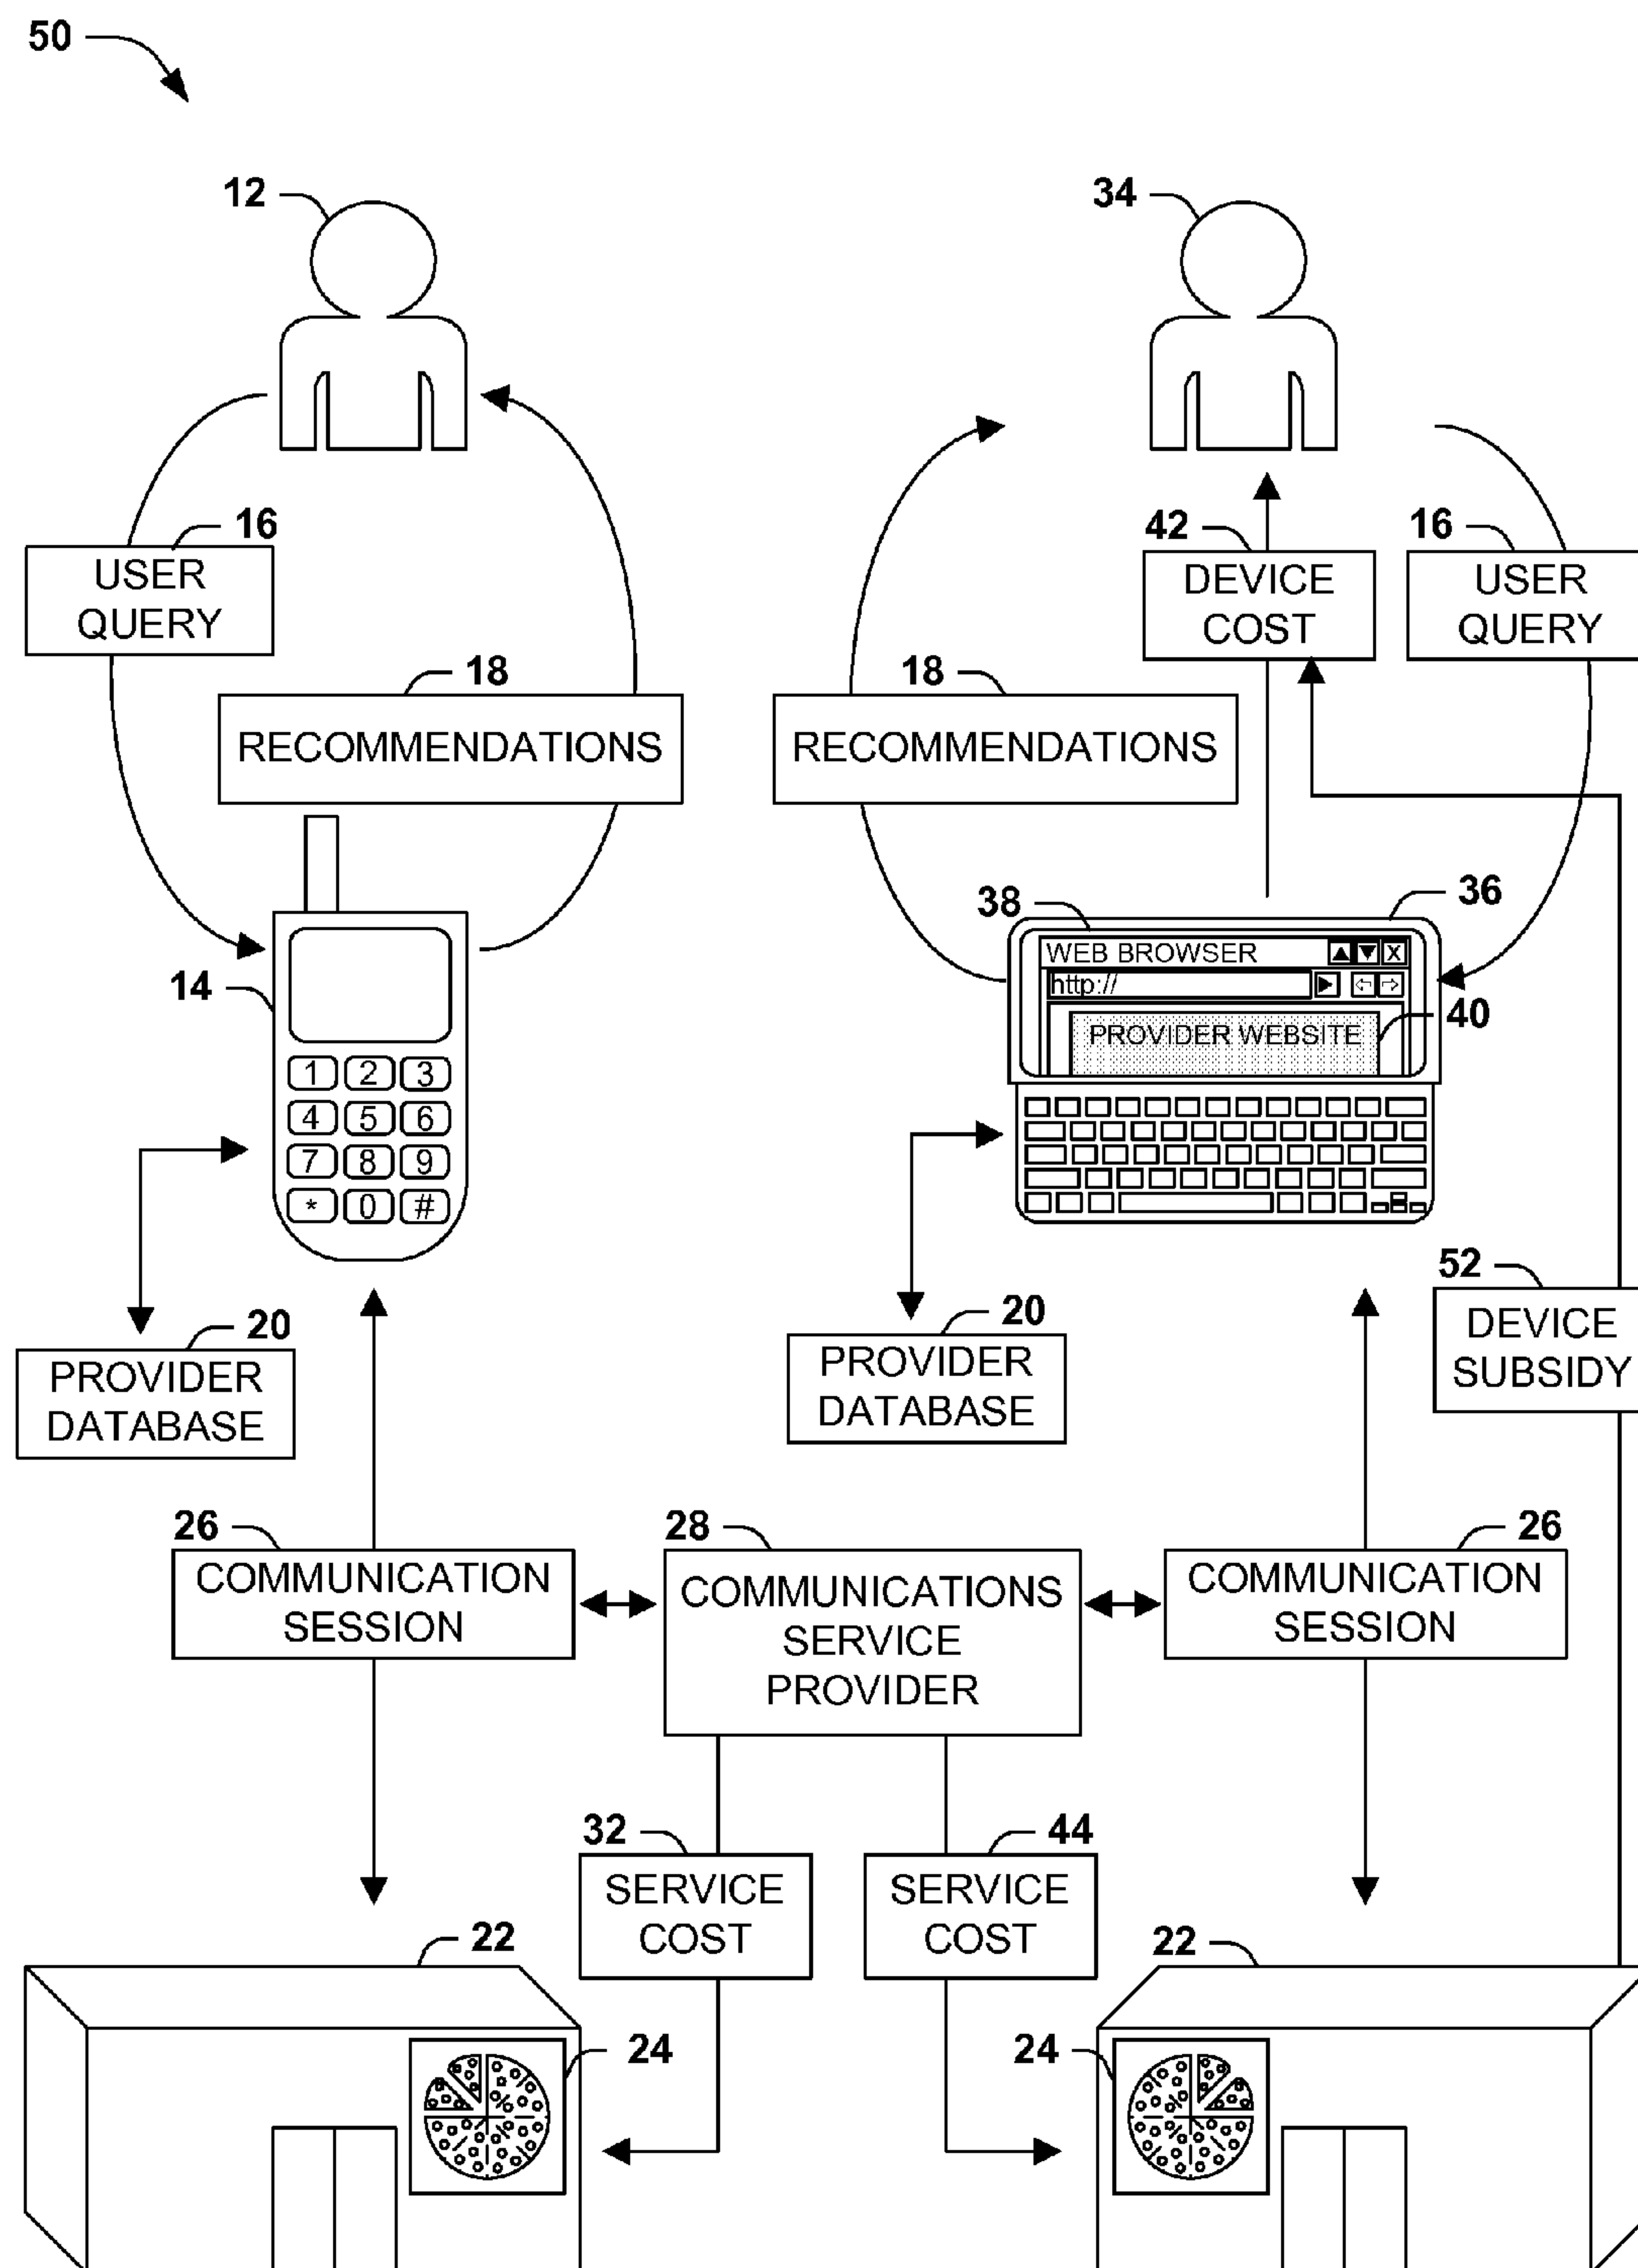 50
12
34
16
USER
QUERY
42
DEVICE
COST
16
USER
QUERY
18
RECOMMENDATIONS
18
RECOMMENDATIONS
14
1 2 3
4 5 6
7 8 9
* 0 #
38
36
WEB BROWSER X
http://
PROVIDER WEBSITE
40
20
PROVIDER
DATABASE
20
PROVIDER
DATABASE
52
DEVICE
SUBSIDY
26
COMMUNICATION
SESSION
28
COMMUNICATIONS
SERVICE
PROVIDER
26
COMMUNICATION
SESSION
32
SERVICE
COST
44
SERVICE
COST
22
22
24
24